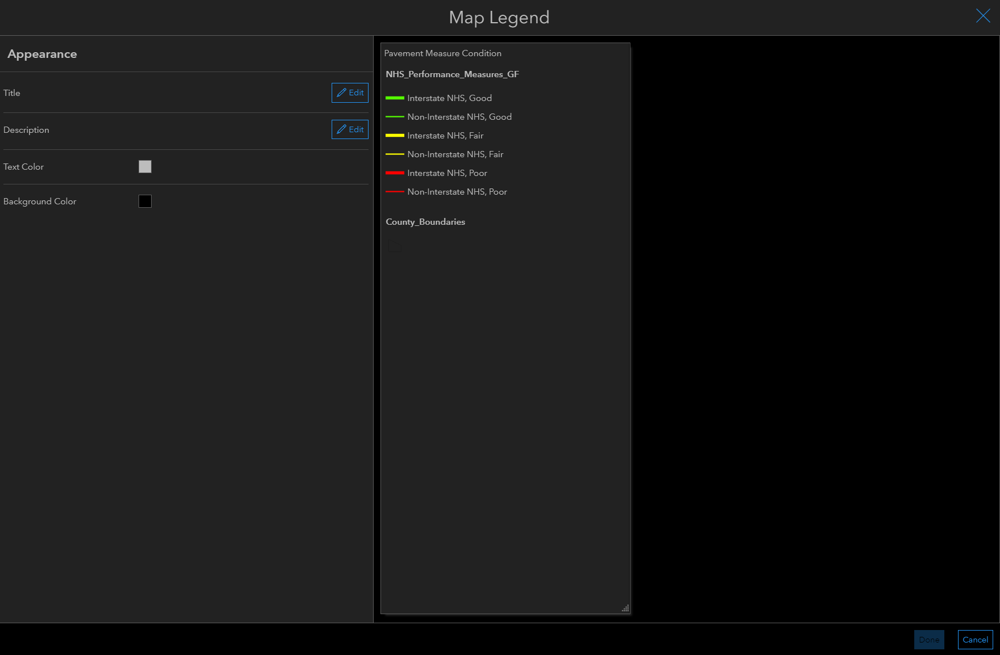 Map Legend
Appearance
Title
Edit
Description
Edit
Text Color
Background Color
Pavement Measure Condition
NHS_Performance_Measures_GF
Interstate NHS, Good
Non-Interstate NHS, Good
Interstate NHS, Fair
Non-Interstate NHS, Fair
Interstate NHS, Poor
Non-Interstate NHS, Poor
County_Boundaries
Done
Cancel